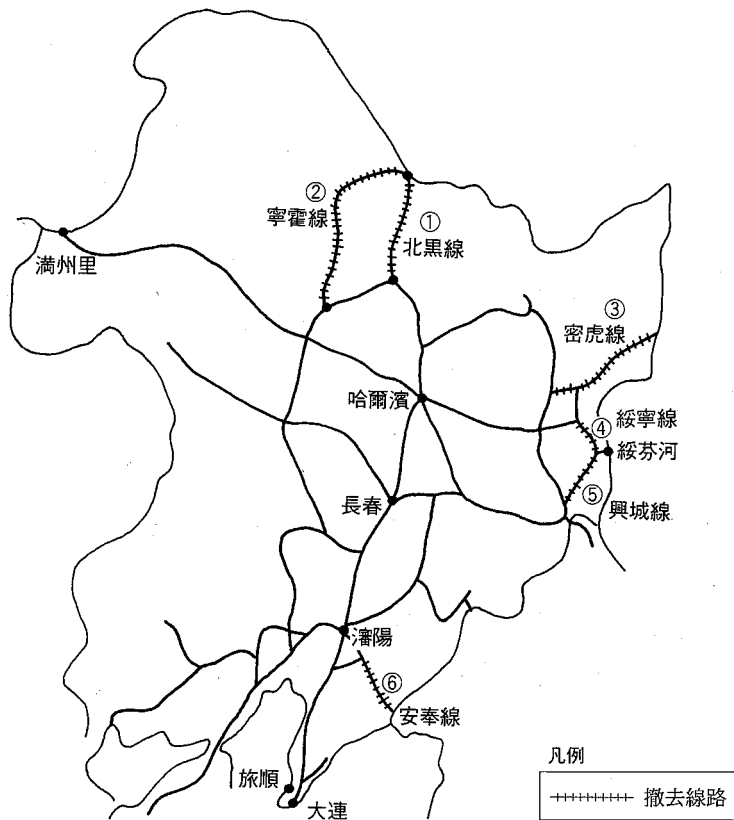 ②
寧霍線
①
北黒線
満州里
③
密虎線
哈爾濱
綏寧線
④
綏芬河
長春
⑤
興城線
瀋陽
⑥
安奉線
旅順
大連
凡例
撤去線路